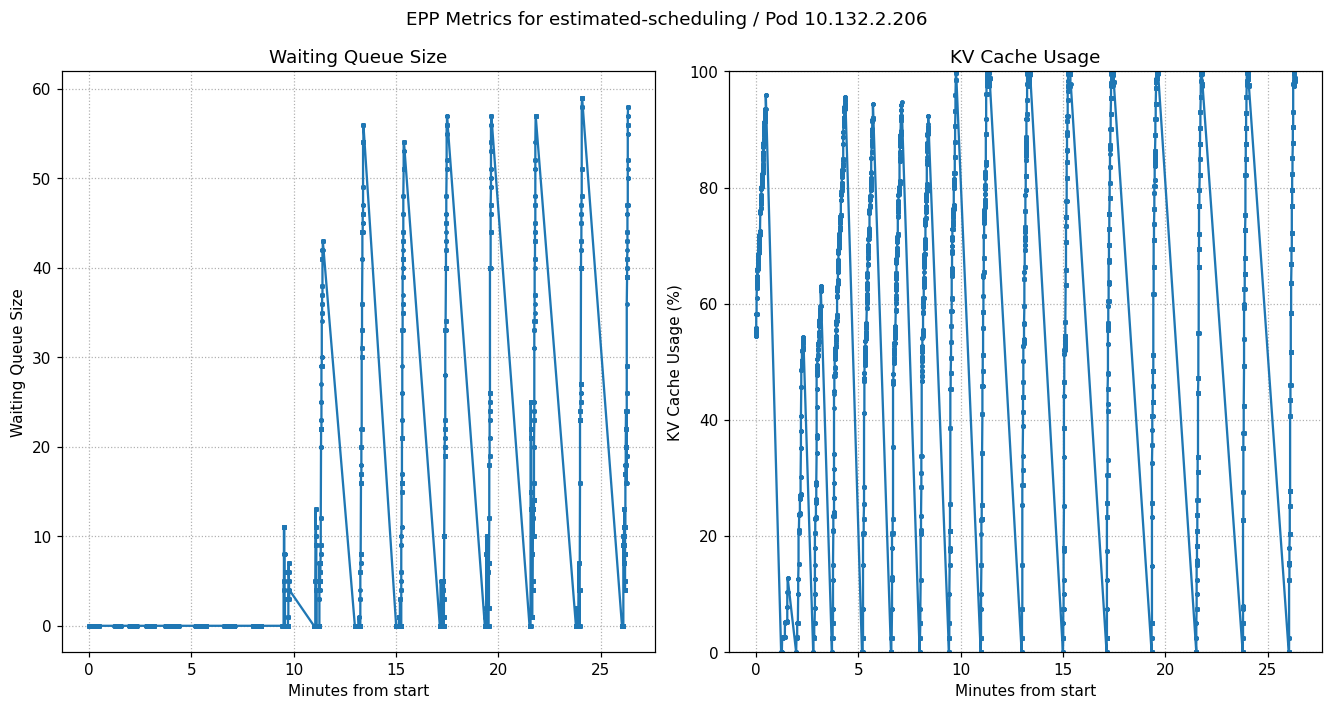 EPP Metrics for estimated-scheduling / Pod 10.132.2.206
Waiting Queue Size
60
50
40
30
20
10
0
Waiting Queue Size
0 5 10 15 20 25
Minutes from start
KV Cache Usage
100
80
60
40
20
0
KV Cache Usage (%)
0 5 10 15 20 25
Minutes from start